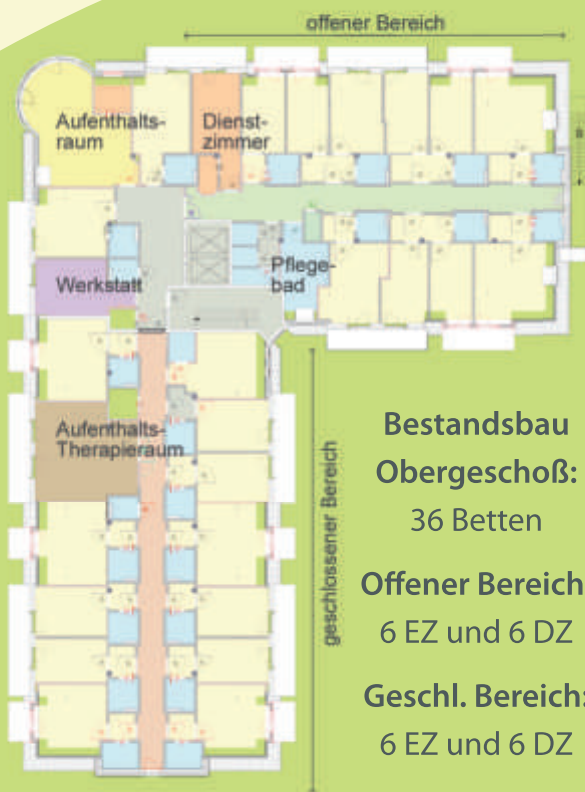 offener Bereich
Aufenthalts-
raum
Dienst-
zimmer
Werkstatt
Pflege-
bad
Aufenthalts-
Therapieraum
geschlossener Bereich
Bestandsbau
Obergeschoß:
36 Betten
Offener Bereich
6 EZ und 6 DZ
Geschl. Bereich:
6 EZ und 6 DZ